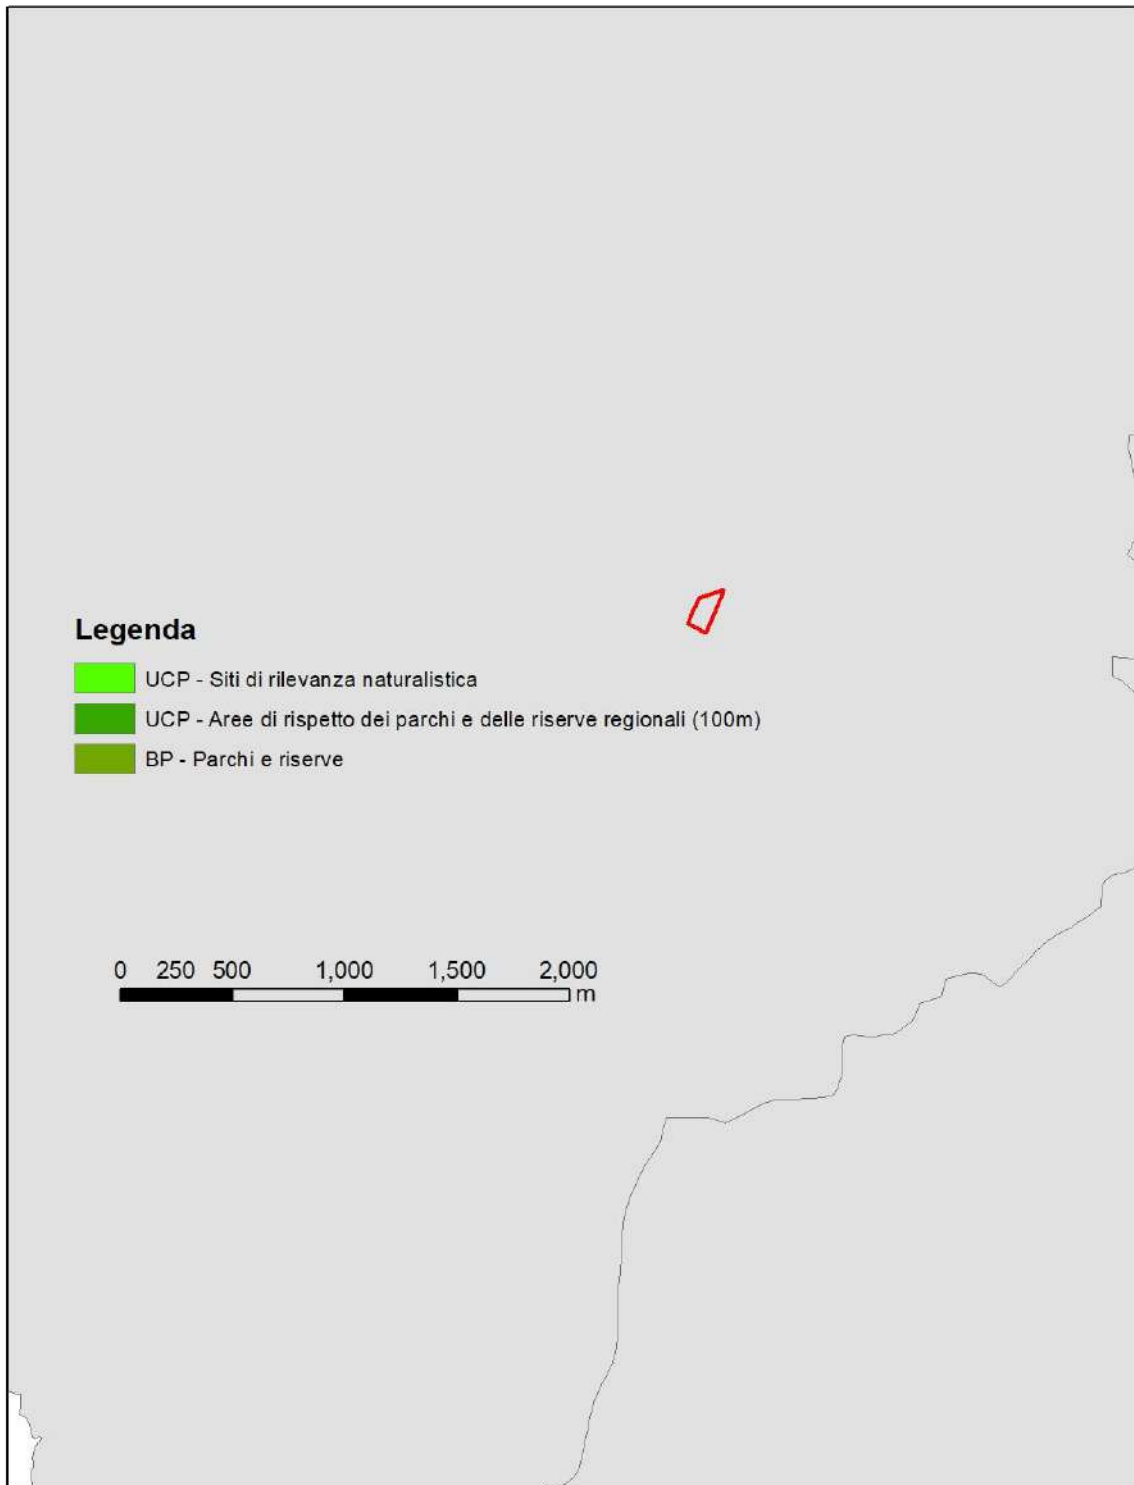 Legenda
UCP - Siti di rilevanza naturalistica
UCP - Aree di rispetto dei parchi e delle riserve regionali (100m)
BP - Parchi e riserve
0 250 500 1,000 1,500 2,000
m